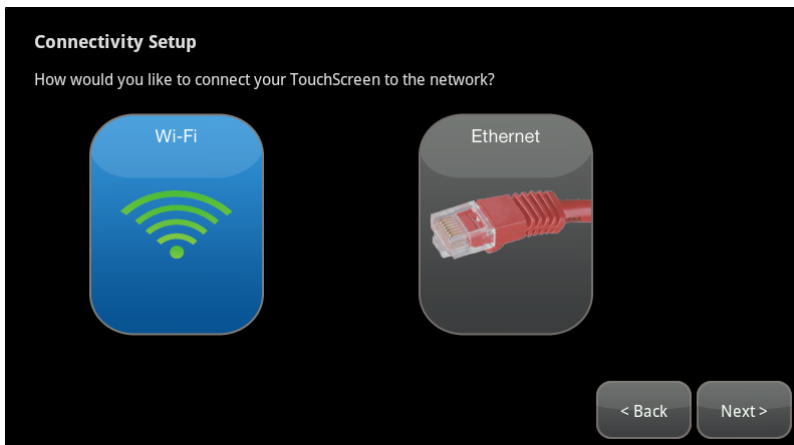 Connectivity Setup
How would you like to connect your TouchScreen to the network?
Wi-Fi
Ethernet
< Back
Next >